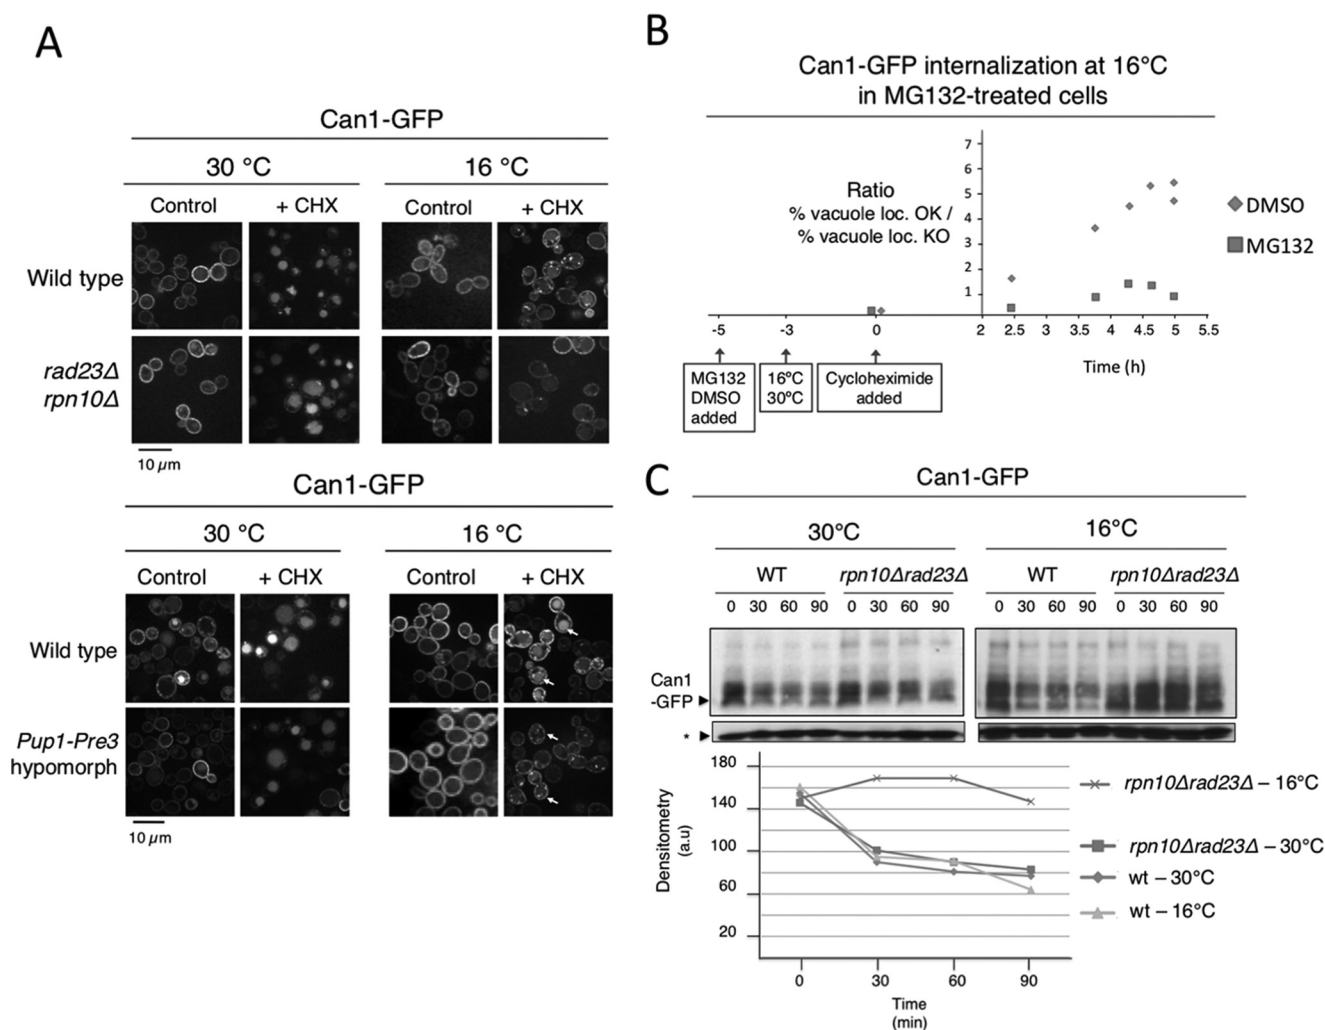 A
Can1-GFP
30 °C
16 °C
Control
+ CHX
Control
+ CHX
Wild type
rad23Δ
rpn10Δ
10 µm
Can1-GFP
30 °C
16 °C
Control
+ CHX
Control
+ CHX
Wild type
Pup1-Pre3
hypomorph
10 µm
B
Can1-GFP internalization at 16°C
in MG132-treated cells
Ratio
% vacuole loc. OK /
% vacuole loc. KO
7
6
5
4
3
2
1
DMSO
MG132
-5 -3 0 2 2.5 3 3.5 4 4.5 5 5.5
Time (h)
MG132
DMSO
added
16°C
30°C
Cycloheximide
added
C
Can1-GFP
30°C
16°C
WT rpn10Δrad23Δ WT rpn10Δrad23Δ
0 30 60 90 0 30 60 90 0 30 60 90 0 30 60 90
Can1
-GFP
*
180
140
100
60
20
Densitometry
(a.u)
0 30 60 90
Time
(min)
rpn10Δrad23Δ – 16°C
rpn10Δrad23Δ – 30°C
wt – 30°C
wt – 16°C